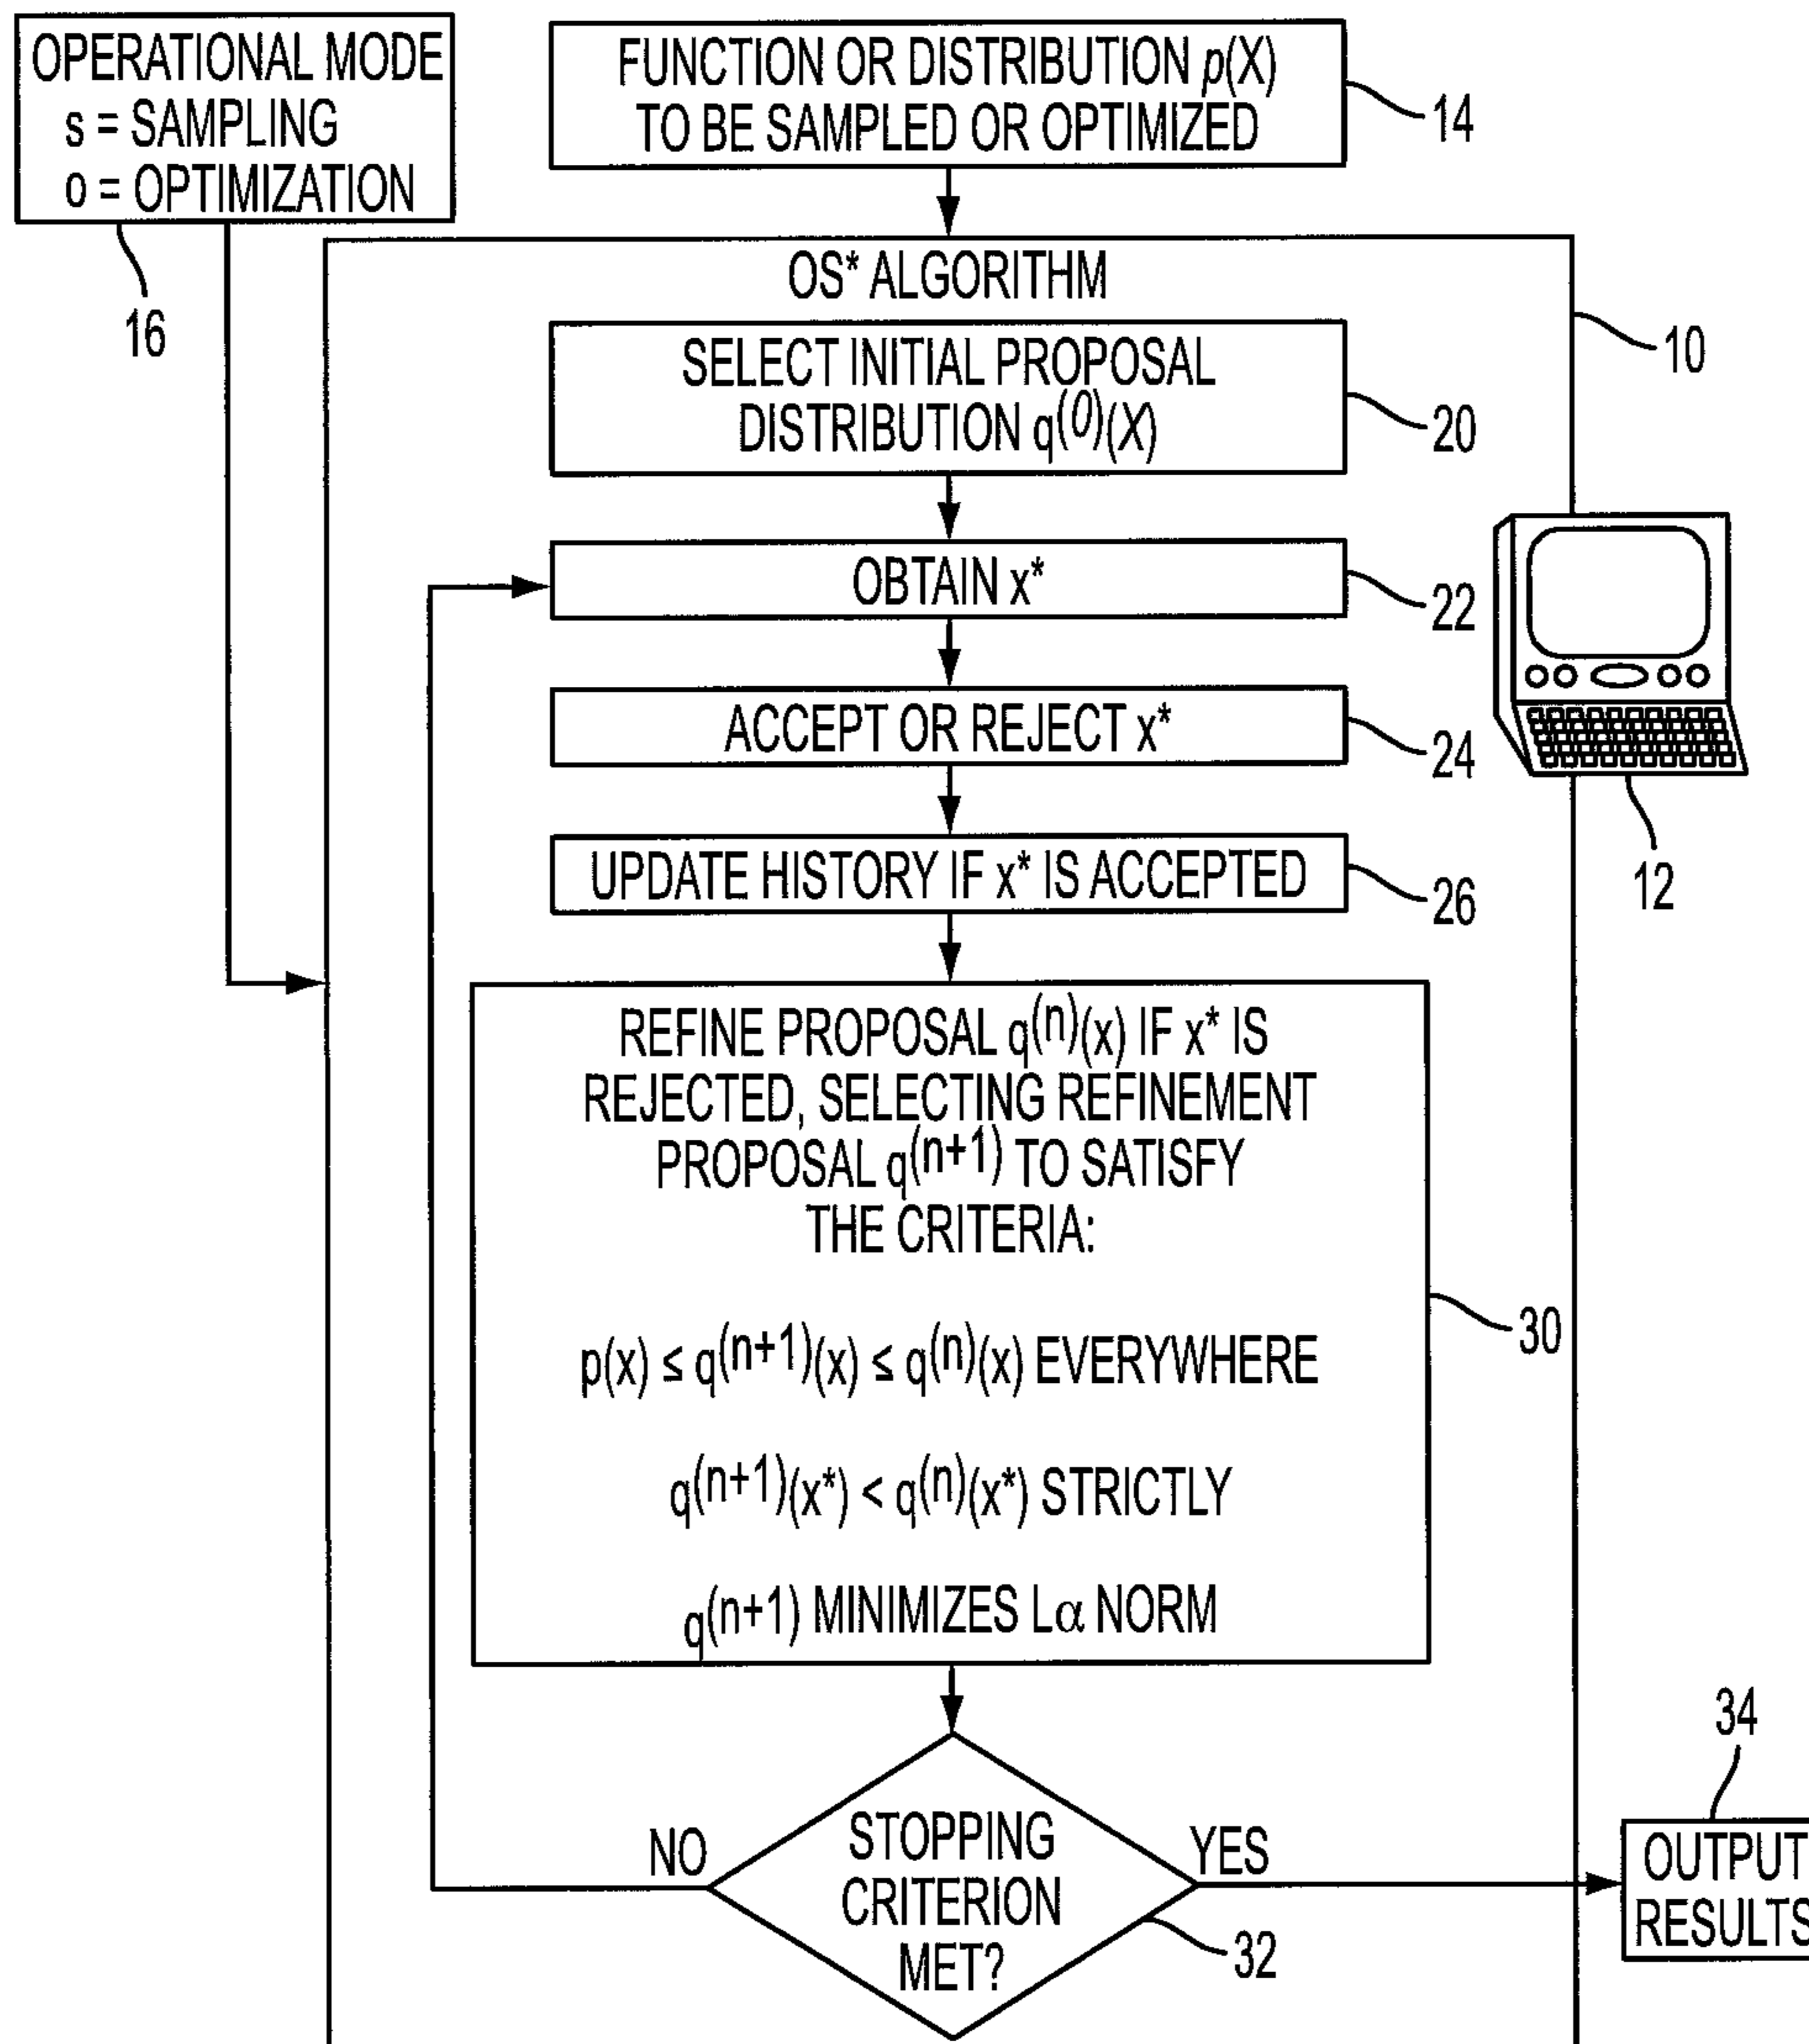 OPERATIONAL MODE
s = SAMPLING
o = OPTIMIZATION
16
FUNCTION OR DISTRIBUTION p(X)
TO BE SAMPLED OR OPTIMIZED
14
OS* ALGORITHM
10
SELECT INITIAL PROPOSAL
DISTRIBUTION q^(0)(X)
20
OBTAIN x*
22
ACCEPT OR REJECT x*
24
12
UPDATE HISTORY IF x* IS ACCEPTED
26
REFINE PROPOSAL q^(n)(x) IF x* IS
REJECTED, SELECTING REFINEMENT
PROPOSAL q^(n+1) TO SATISFY
THE CRITERIA:
p(x) ≤ q^(n+1)(x) ≤ q^(n)(x) EVERYWHERE
q^(n+1)(x*) < q^(n)(x*) STRICTLY
q^(n+1) MINIMIZES Lα NORM
30
STOPPING
CRITERION
MET?
32
NO
YES
34
OUTPUT
RESULTS